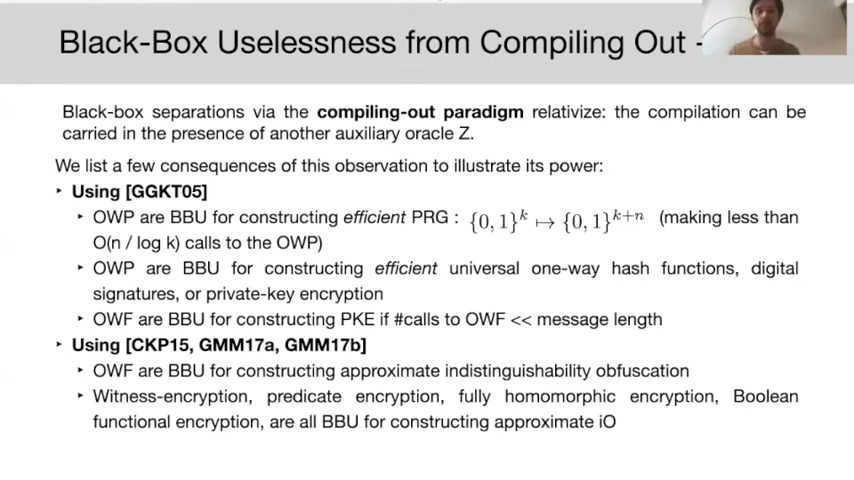 Black-Box Uselessness from Compiling Out -
Black-box separations via the compiling-out paradigm relativize: the compilation can be
carried in the presence of another auxiliary oracle Z.
We list a few consequences of this observation to illustrate its power:
‣ Using [GGKT05]
‣ OWP are BBU for constructing efficient PRG : {0, 1}^k ↦ {0, 1}^{k+n} (making less than
O(n / log k) calls to the OWP)
‣ OWP are BBU for constructing efficient universal one-way hash functions, digital
signatures, or private-key encryption
‣ OWF are BBU for constructing PKE if #calls to OWF << message length
‣ Using [CKP15, GMM17a, GMM17b]
‣ OWF are BBU for constructing approximate indistinguishability obfuscation
‣ Witness-encryption, predicate encryption, fully homomorphic encryption, Boolean
functional encryption, are all BBU for constructing approximate iO